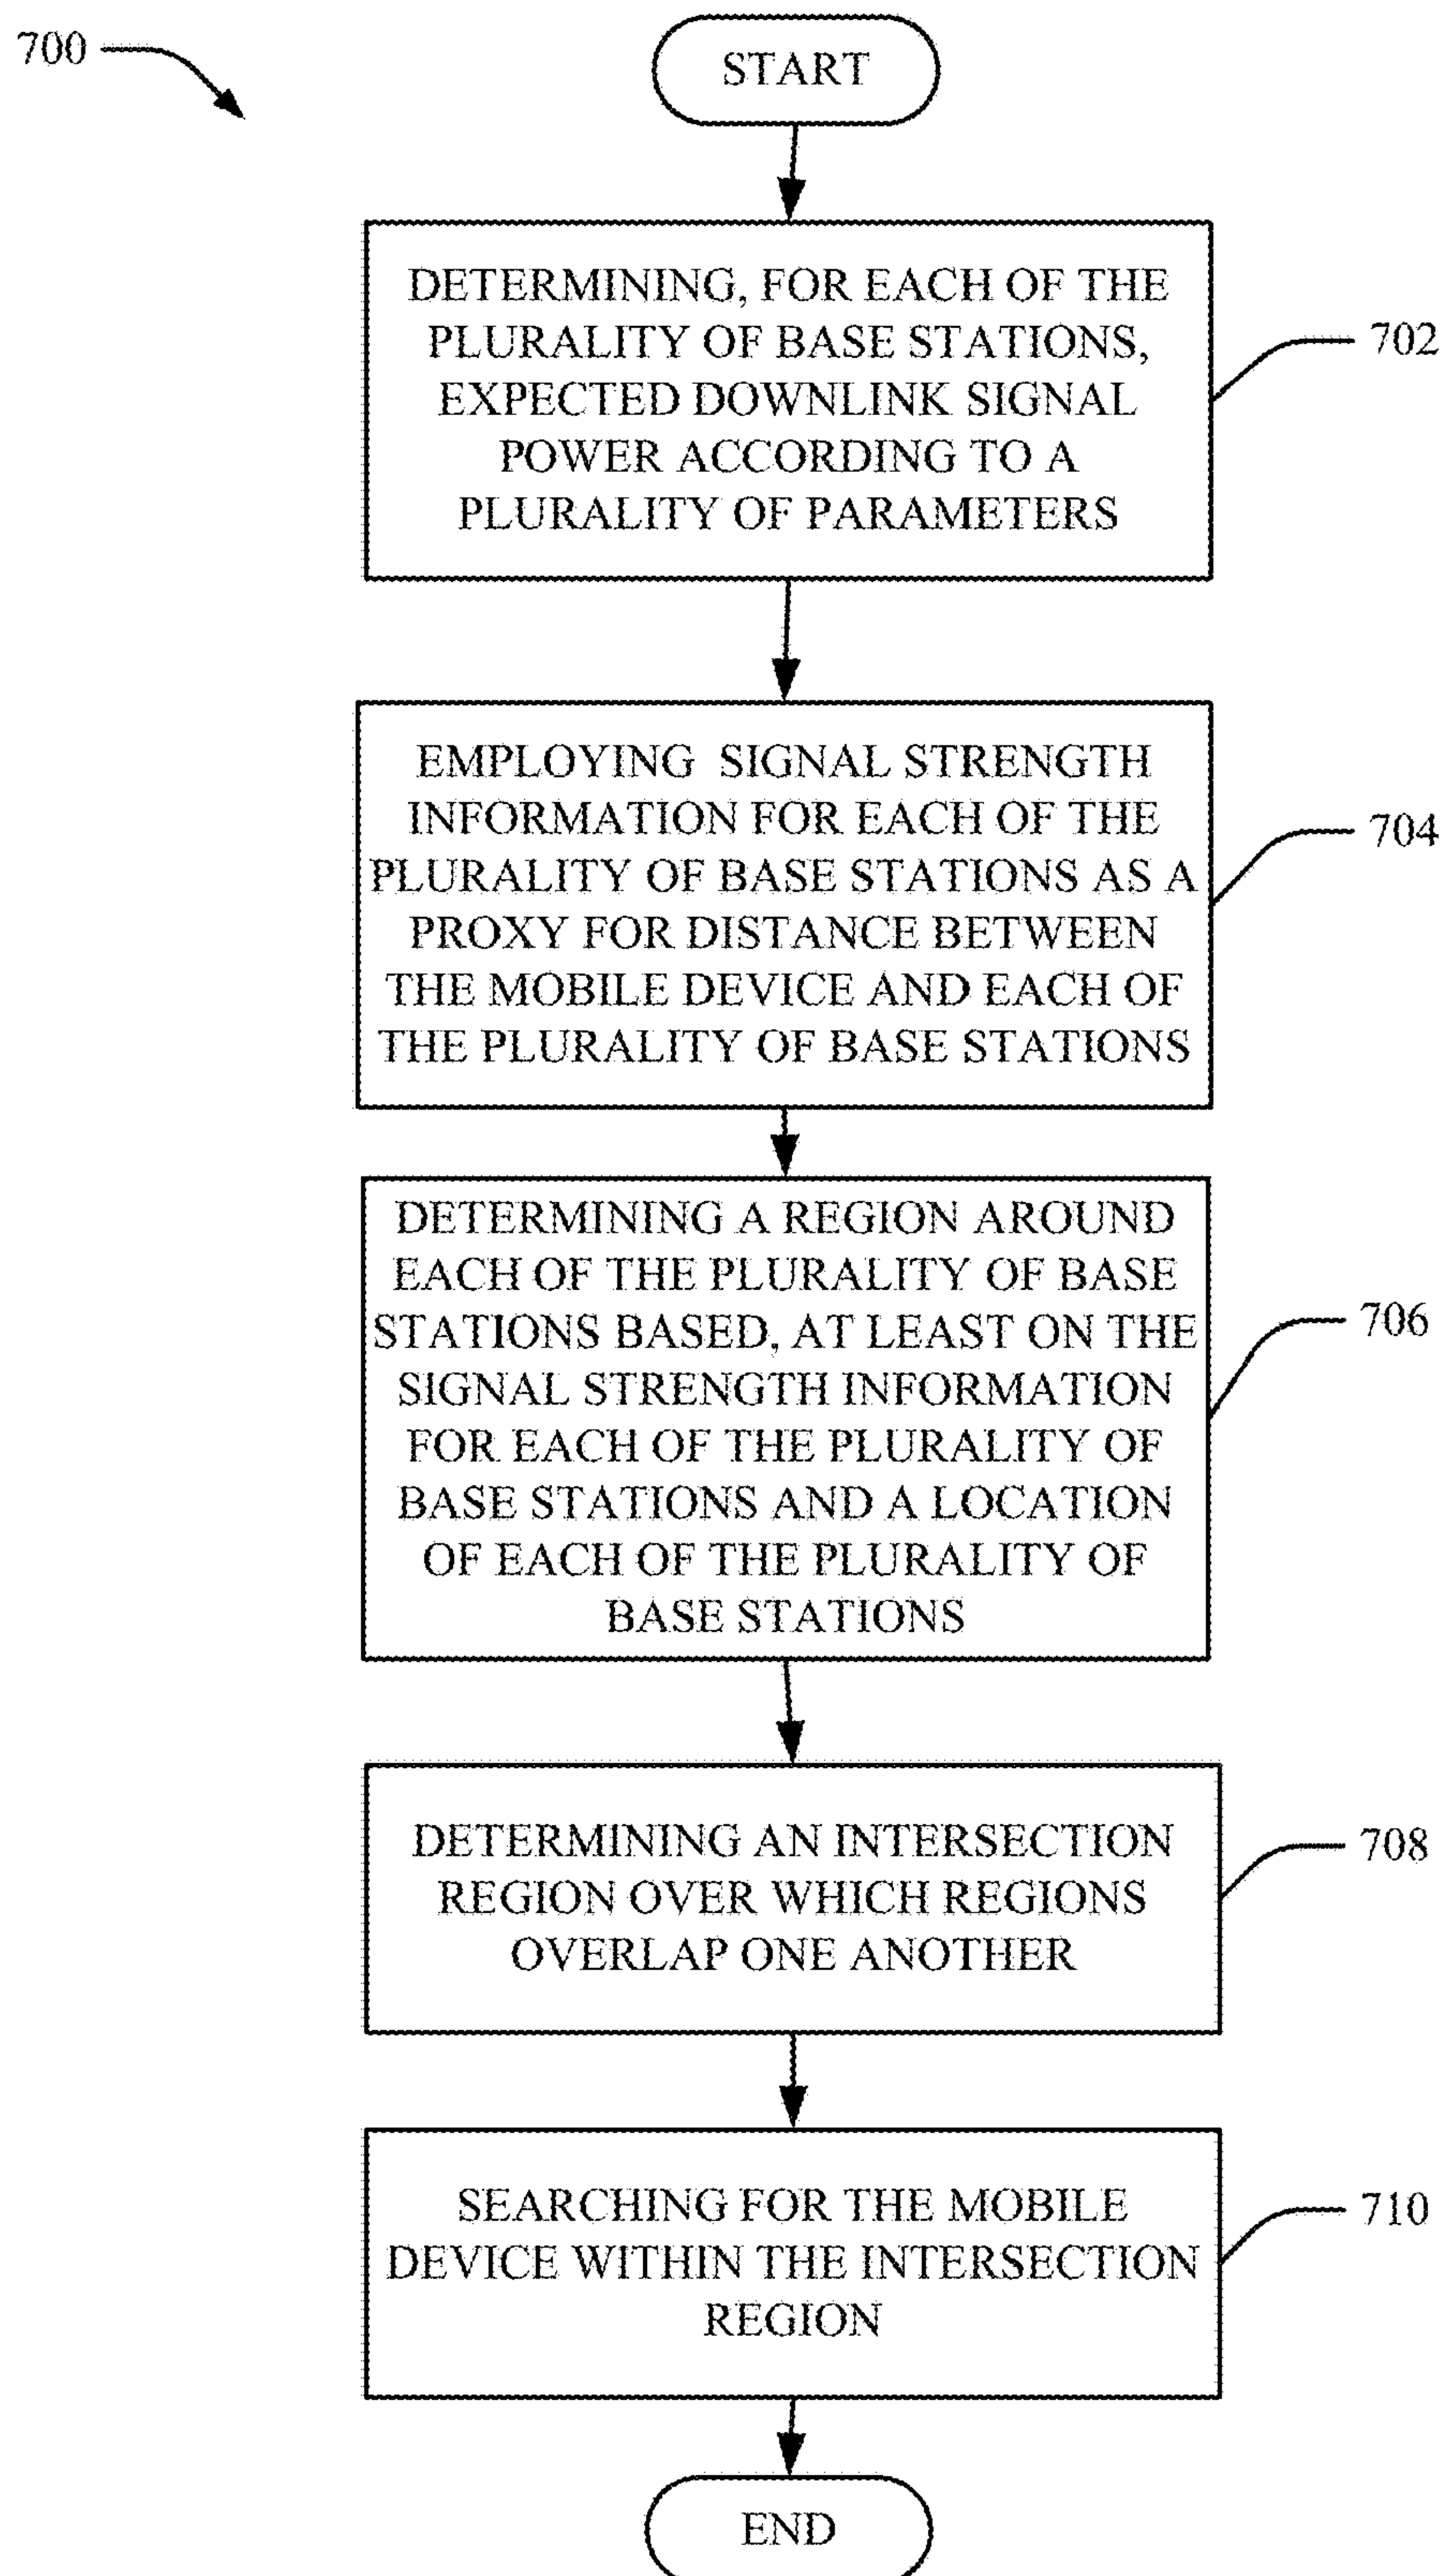 700
START
DETERMINING, FOR EACH OF THE
PLURALITY OF BASE STATIONS,
EXPECTED DOWNLINK SIGNAL
POWER ACCORDING TO A
PLURALITY OF PARAMETERS
702
EMPLOYING SIGNAL STRENGTH
INFORMATION FOR EACH OF THE
PLURALITY OF BASE STATIONS AS A
PROXY FOR DISTANCE BETWEEN
THE MOBILE DEVICE AND EACH OF
THE PLURALITY OF BASE STATIONS
704
DETERMINING A REGION AROUND
EACH OF THE PLURALITY OF BASE
STATIONS BASED, AT LEAST ON THE
SIGNAL STRENGTH INFORMATION
FOR EACH OF THE PLURALITY OF
BASE STATIONS AND A LOCATION
OF EACH OF THE PLURALITY OF
BASE STATIONS
706
DETERMINING AN INTERSECTION
REGION OVER WHICH REGIONS
OVERLAP ONE ANOTHER
708
SEARCHING FOR THE MOBILE
DEVICE WITHIN THE INTERSECTION
REGION
710
END